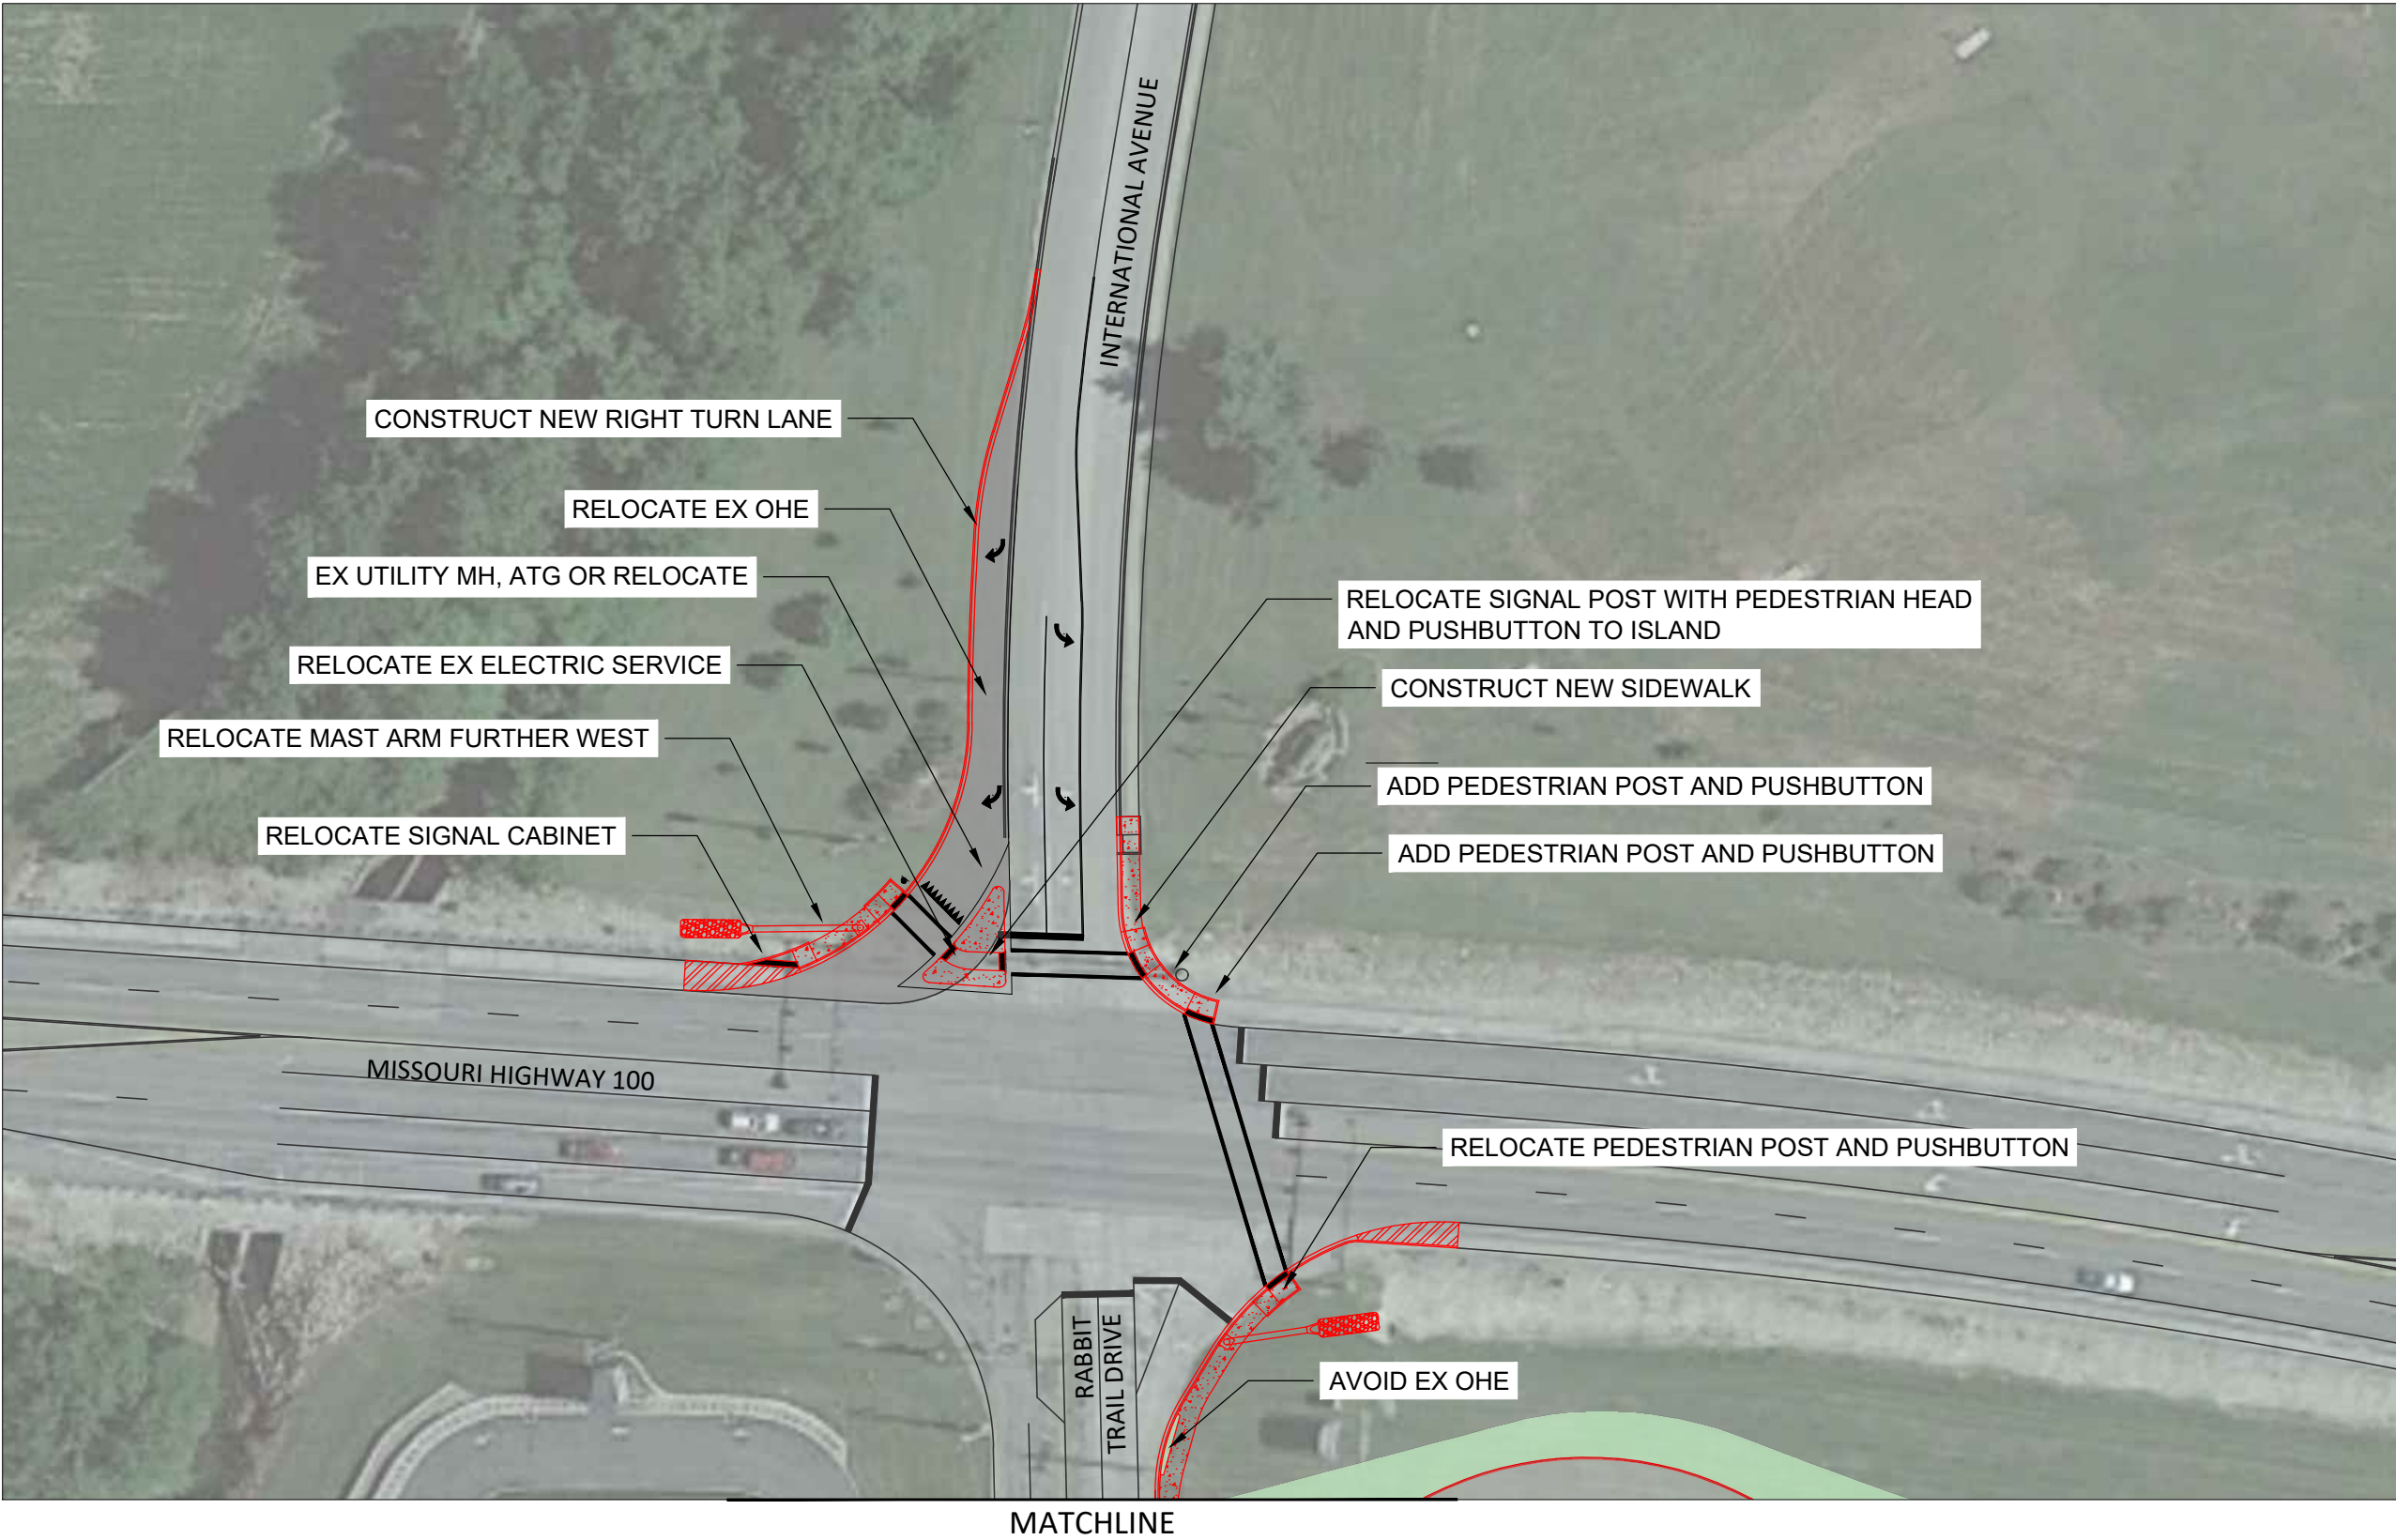 INTERNATIONAL AVENUE
CONSTRUCT NEW RIGHT TURN LANE
RELOCATE EX OHE
EX UTILITY MH, ATG OR RELOCATE
RELOCATE EX ELECTRIC SERVICE
RELOCATE MAST ARM FURTHER WEST
RELOCATE SIGNAL CABINET
RELOCATE SIGNAL POST WITH PEDESTRIAN HEAD
AND PUSHBUTTON TO ISLAND
CONSTRUCT NEW SIDEWALK
ADD PEDESTRIAN POST AND PUSHBUTTON
ADD PEDESTRIAN POST AND PUSHBUTTON
MISSOURI HIGHWAY 100
RELOCATE PEDESTRIAN POST AND PUSHBUTTON
RABBIT
TRAIL DRIVE
AVOID EX OHE
MATCHLINE